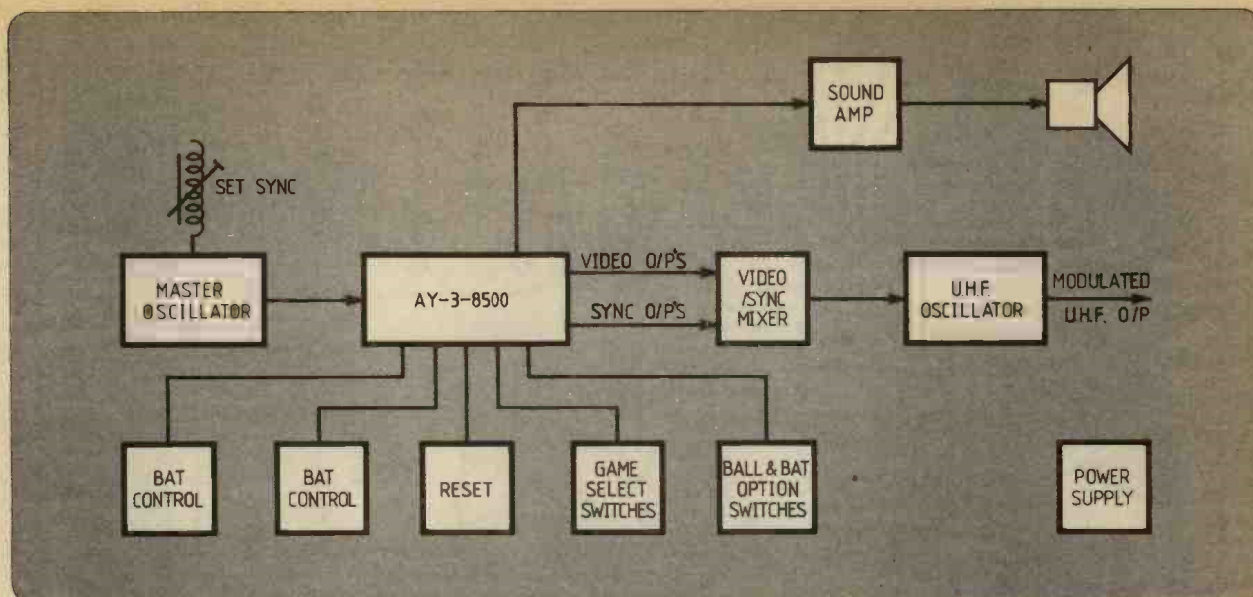 SOUND
AMP
SET SYNC
MASTER
OSCILLATOR
AY-3-8500
VIDEO O/P'S
SYNC O/P'S
VIDEO
/SYNC
MIXER
U.H.F.
OSCILLATOR
MODULATED
U.H.F. O/P
BAT
CONTROL
BAT
CONTROL
RESET
GAME
SELECT
SWITCHES
BALL & BAT
OPTION
SWITCHES
POWER
SUPPLY